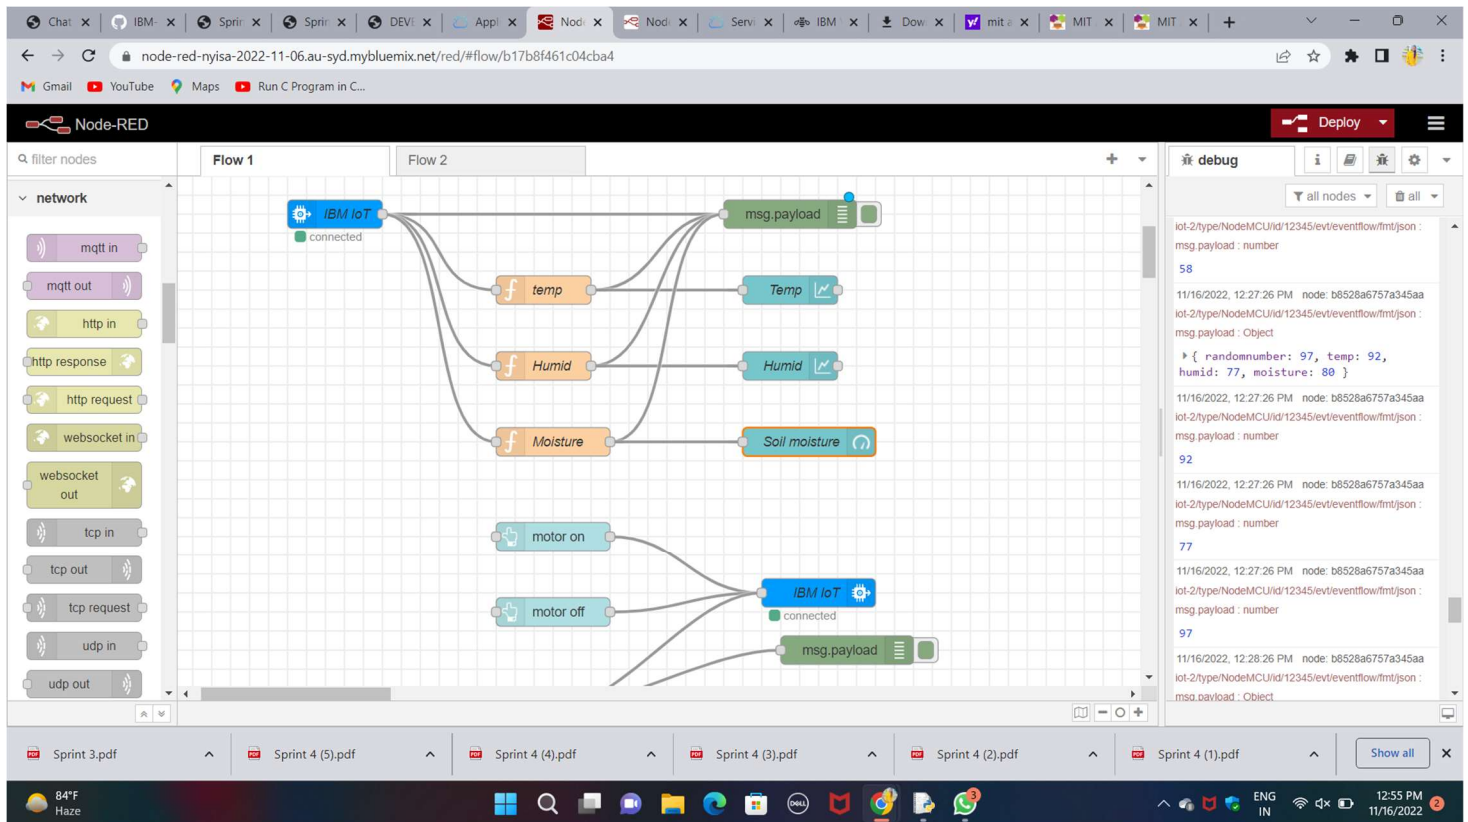 Chat
IBM-
Sprin
Sprin
DEVE
Appli
Node
Node
Servi
IBM
Dow
mit a
MIT
MIT
node-red-nyisa-2022-11-06.au-syd.mybluemix.net/red/#flow/b17b8f461c04cba4
Gmail
YouTube
Maps
Run C Program in C...
Node-RED
Deploy
filter nodes
Flow 1
Flow 2
debug
i
all nodes
all
network
mqtt in
mqtt out
http in
http response
http request
websocket in
websocket
out
tcp in
tcp out
tcp request
udp in
udp out
IBM IoT
connected
msg.payload
temp
Temp
Humid
Humid
Moisture
Soil moisture
motor on
motor off
IBM IoT
connected
msg.payload
iot-2/type/NodeMCU/id/12345/evt/eventflow/fmt/json :
msg.payload : number
58
11/16/2022, 12:27:26 PM node: b8528a6757a345aa
iot-2/type/NodeMCU/id/12345/evt/eventflow/fmt/json :
msg.payload : Object
{ randomnumber: 97, temp: 92,
humid: 77, moisture: 80 }
11/16/2022, 12:27:26 PM node: b8528a6757a345aa
iot-2/type/NodeMCU/id/12345/evt/eventflow/fmt/json :
msg.payload : number
92
11/16/2022, 12:27:26 PM node: b8528a6757a345aa
iot-2/type/NodeMCU/id/12345/evt/eventflow/fmt/json :
msg.payload : number
77
11/16/2022, 12:27:26 PM node: b8528a6757a345aa
iot-2/type/NodeMCU/id/12345/evt/eventflow/fmt/json :
msg.payload : number
97
11/16/2022, 12:28:26 PM node: b8528a6757a345aa
iot-2/type/NodeMCU/id/12345/evt/eventflow/fmt/json :
msg.payload : Object
Sprint 3.pdf
Sprint 4 (5).pdf
Sprint 4 (4).pdf
Sprint 4 (3).pdf
Sprint 4 (2).pdf
Sprint 4 (1).pdf
Show all
84°F
Haze
DELL
3
ENG
IN
12:55 PM
11/16/2022
2